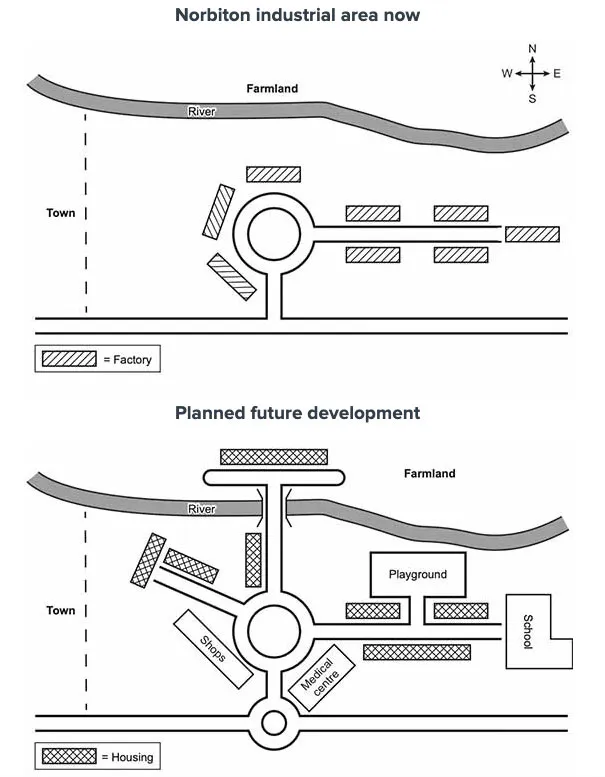 Norbiton industrial area now
N
W E
S
Farmland
River
Town
= Factory
Planned future development
Farmland
River
Playground
Town
School
Shops
Medical
centre
= Housing